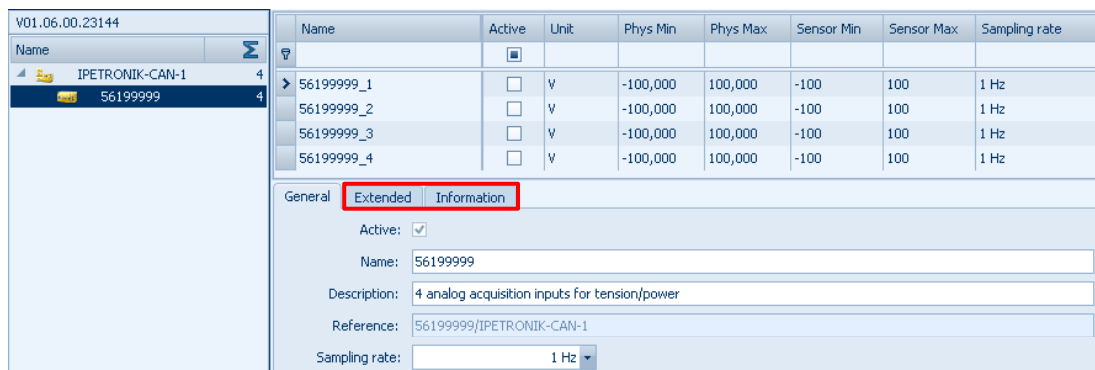 V01.06.00.23144
Name Σ
IPETRONIK-CAN-1 4
56199999 4
Name Active Unit Phys Min Phys Max Sensor Min Sensor Max Sampling rate
56199999_1 V -100,000 100,000 -100 100 1 Hz
56199999_2 V -100,000 100,000 -100 100 1 Hz
56199999_3 V -100,000 100,000 -100 100 1 Hz
56199999_4 V -100,000 100,000 -100 100 1 Hz
General Extended Information
Active:
Name: 56199999
Description: 4 analog acquisition inputs for tension/power
Reference: 56199999/IPETRONIK-CAN-1
Sampling rate: 1 Hz